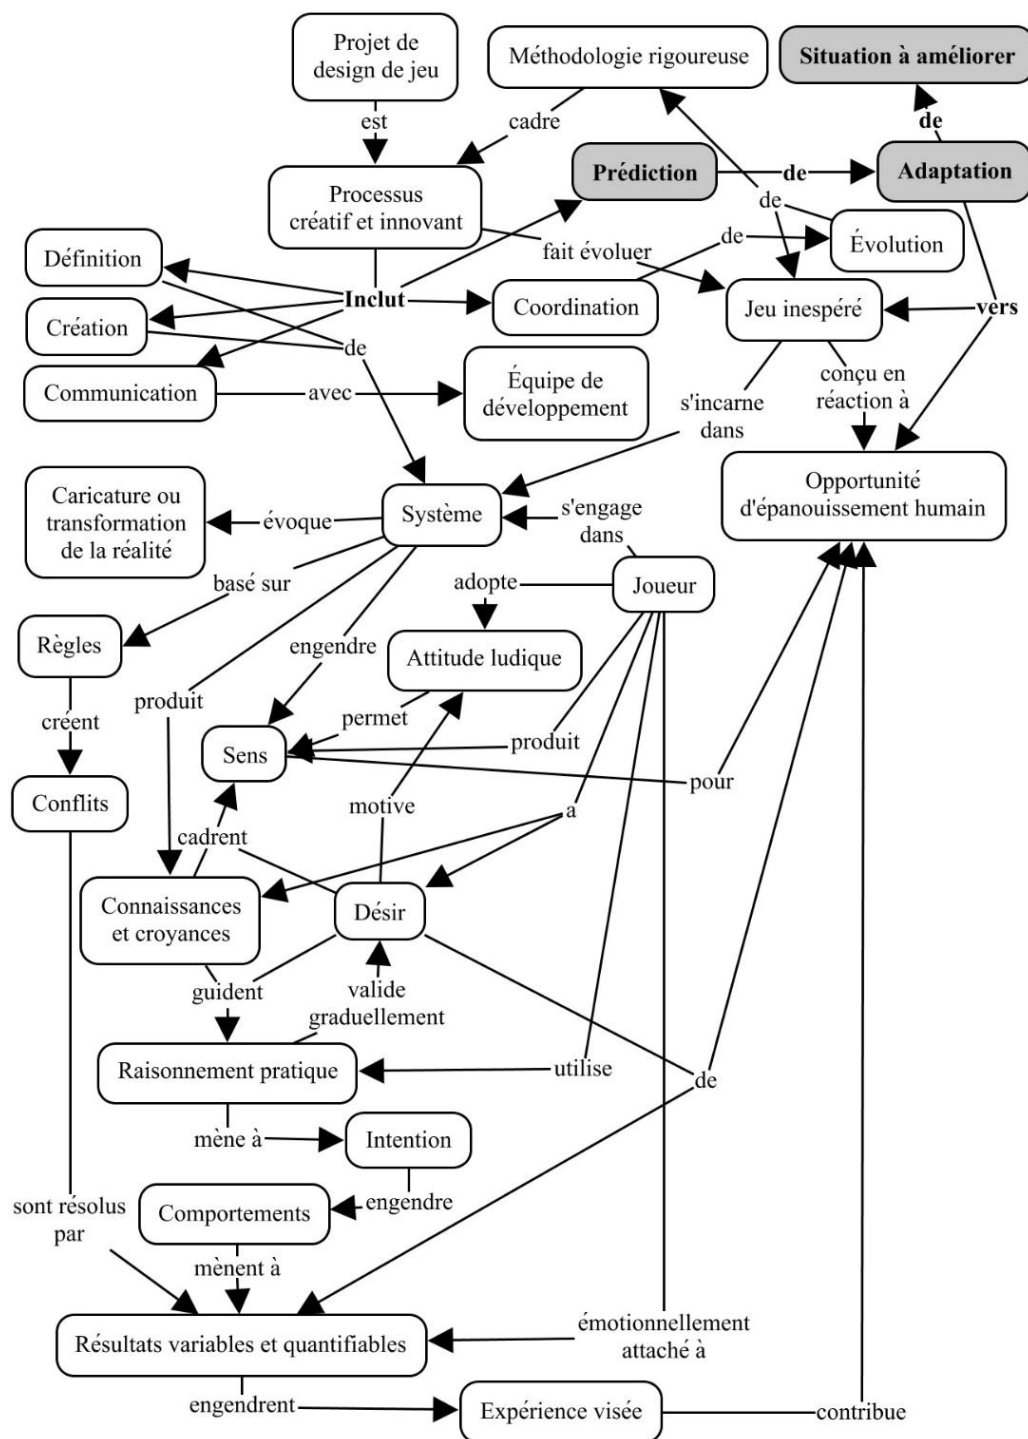 Projet de
design de jeu
Méthodologie rigoureuse
Situation à améliorer
est
cadre
de
Prédiction
de
Adaptation
Processus
créatif et innovant
de
Définition
fait évoluer
de
Évolution
Inclut
Coordination
Jeu inespéré
vers
Création
de
Communication
avec
Équipe de
développement
s'incarne
dans
conçu en
réaction à
Caricature ou
transformation
de la réalité
évoque
Système
s'engage
dans
Opportunité
d'épanouissement humain
basé sur
adopte
Joueur
Règles
engendre
Attitude ludique
produit
créent
permet
Sens
produit
pour
Conflits
motive
a
cadrent
Connaissances
et croyances
Désir
guident
valide
graduellement
Raisonnement pratique
utilise
de
mène à
Intention
sont résolus
par
Comportements
engendre
mènent à
Résultats variables et quantifiables
émotionnellement
attaché à
engendrent
Expérience visée
contribue